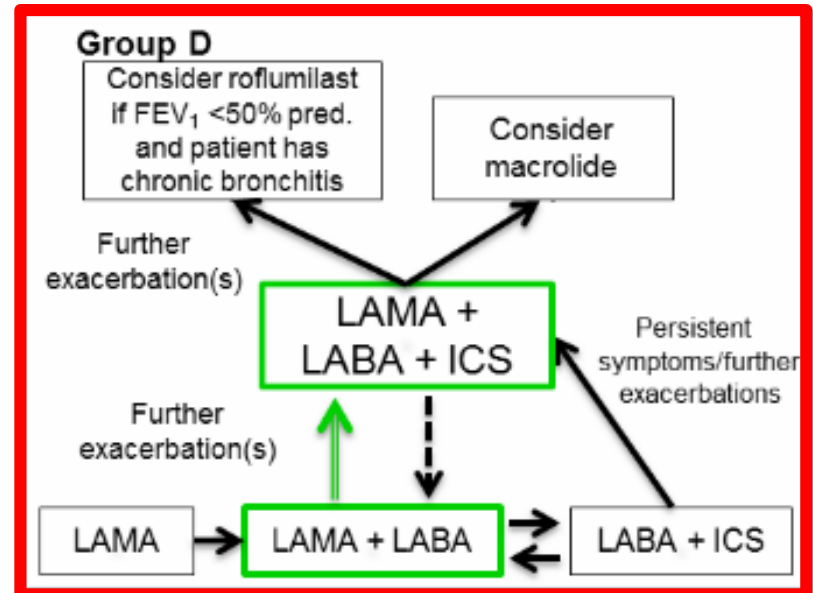 Group D
Consider roflumilast
if FEV₁ <50% pred.
and patient has
chronic bronchitis
Consider
macrolide
Further
exacerbation(s)
LAMA +
LABA + ICS
Persistent
symptoms/further
exacerbations
Further
exacerbation(s)
LAMA
LAMA + LABA
LABA + ICS